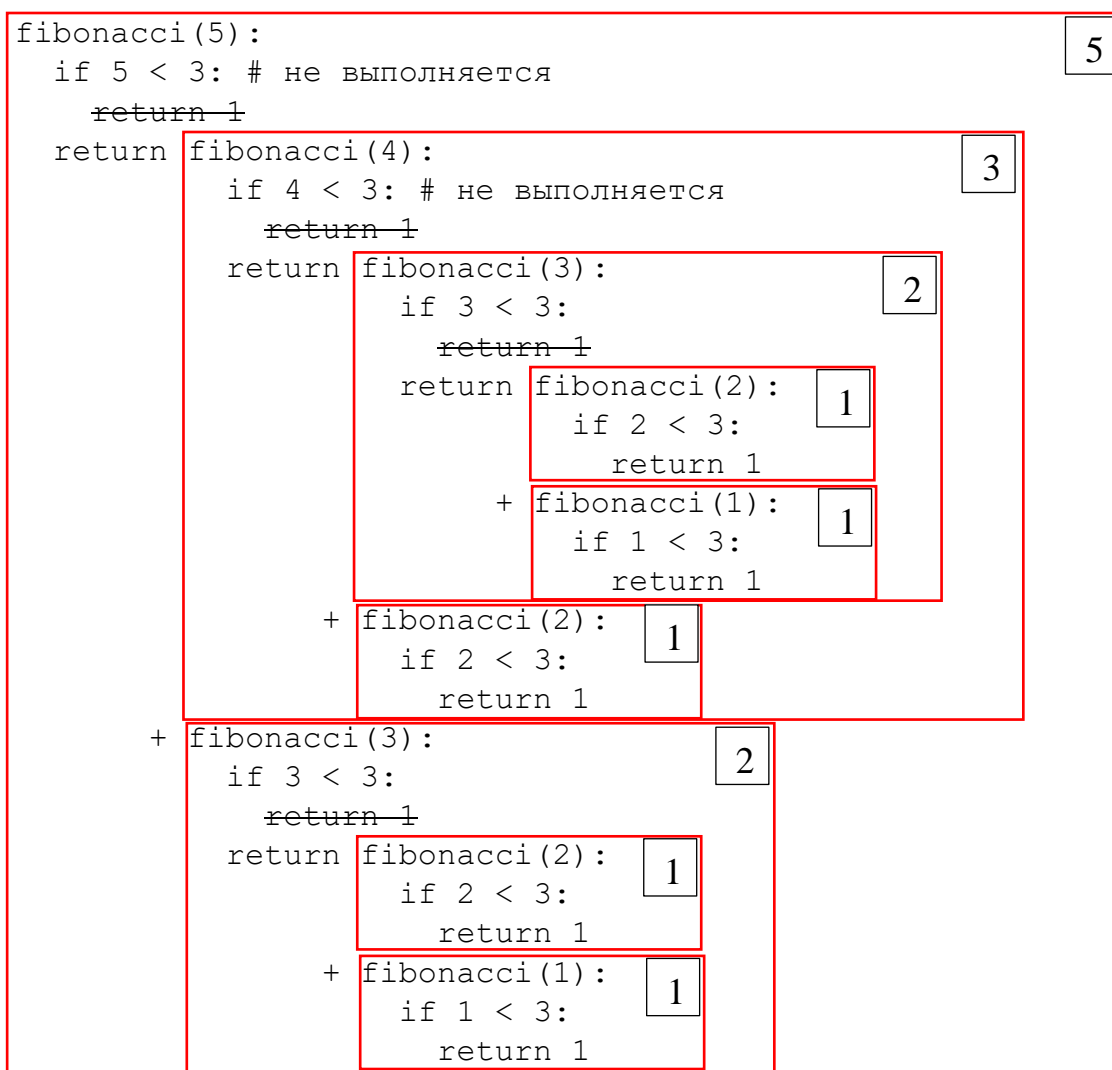 fibonacci(5):
5
if 5 < 3: # не выполняется
return 1
return fibonacci(4):
3
if 4 < 3: # не выполняется
return 1
return fibonacci(3):
2
if 3 < 3:
return 1
return fibonacci(2):
1
if 2 < 3:
return 1
+ fibonacci(1):
1
if 1 < 3:
return 1
+ fibonacci(2):
1
if 2 < 3:
return 1
+ fibonacci(3):
2
if 3 < 3:
return 1
return fibonacci(2):
1
if 2 < 3:
return 1
+ fibonacci(1):
1
if 1 < 3:
return 1